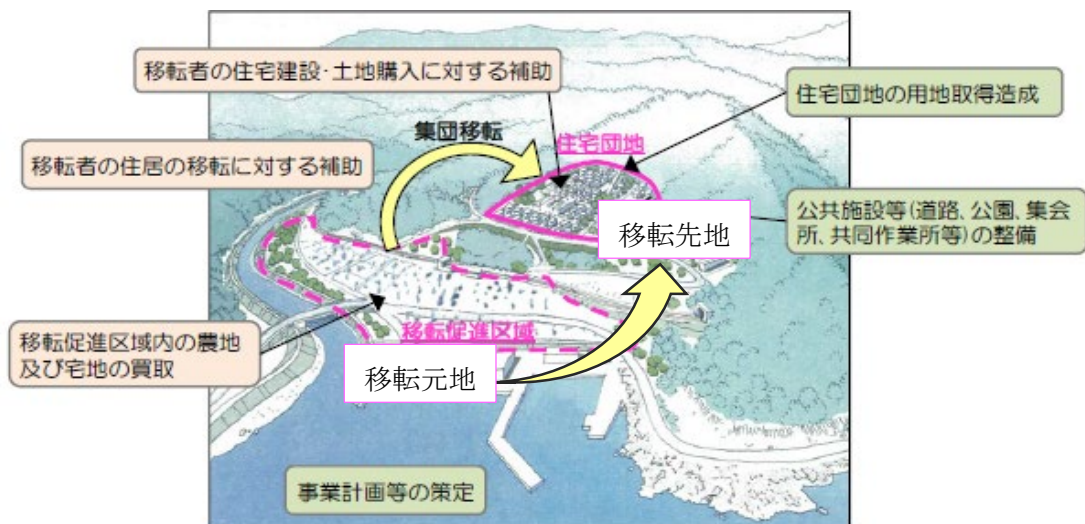 移転者の住宅建設・土地購入に対する補助
住宅団地の用地取得造成
集団移転
住宅団地
移転者の住居の移転に対する補助
公共施設等(道路、公園、集会
所、共同作業所等)の整備
移転先地
移転促進区域
移転促進区域内の農地
及び宅地の買取
移転元地
事業計画等の策定